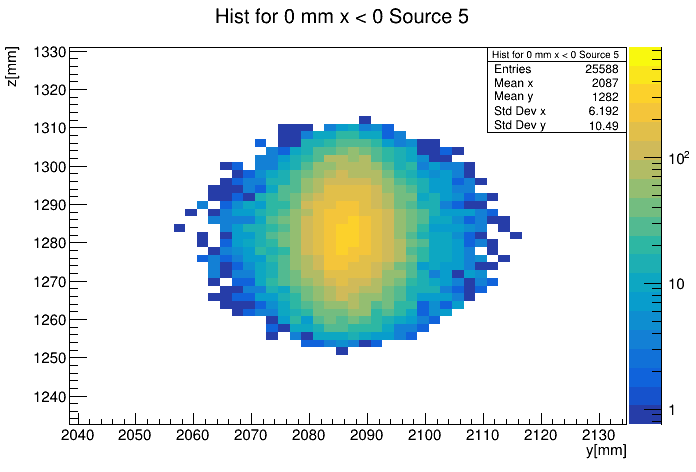 Hist for 0 mm x < 0 Source 5
z[mm]
1330
1320
1310
1300
1290
1280
1270
1260
1250
1240
Hist for 0 mm x < 0 Source 5
Entries 25588
Mean x 2087
Mean y 1282
Std Dev x 6.192
Std Dev y 10.49
10²
10
1
2040 2050 2060 2070 2080 2090 2100 2110 2120 2130
y[mm]